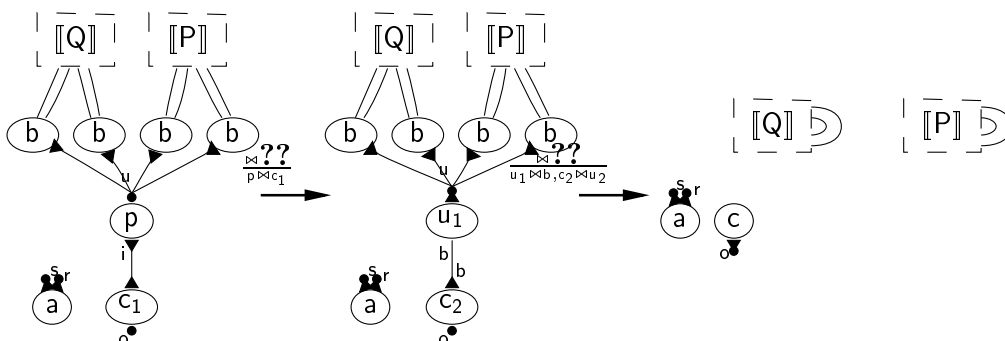 ⟦Q⟧ ⟦P⟧ ⟦Q⟧ ⟦P⟧
⟦Q⟧ ⟦P⟧
b b b b b b b b
⋈ ?? ⋈ ??
p⋈c₁ u₁⋈b,c₂⋈u₂
u u
s r
p u₁ a c
i b o
b
s r s r
a c₁ a c₂
o o